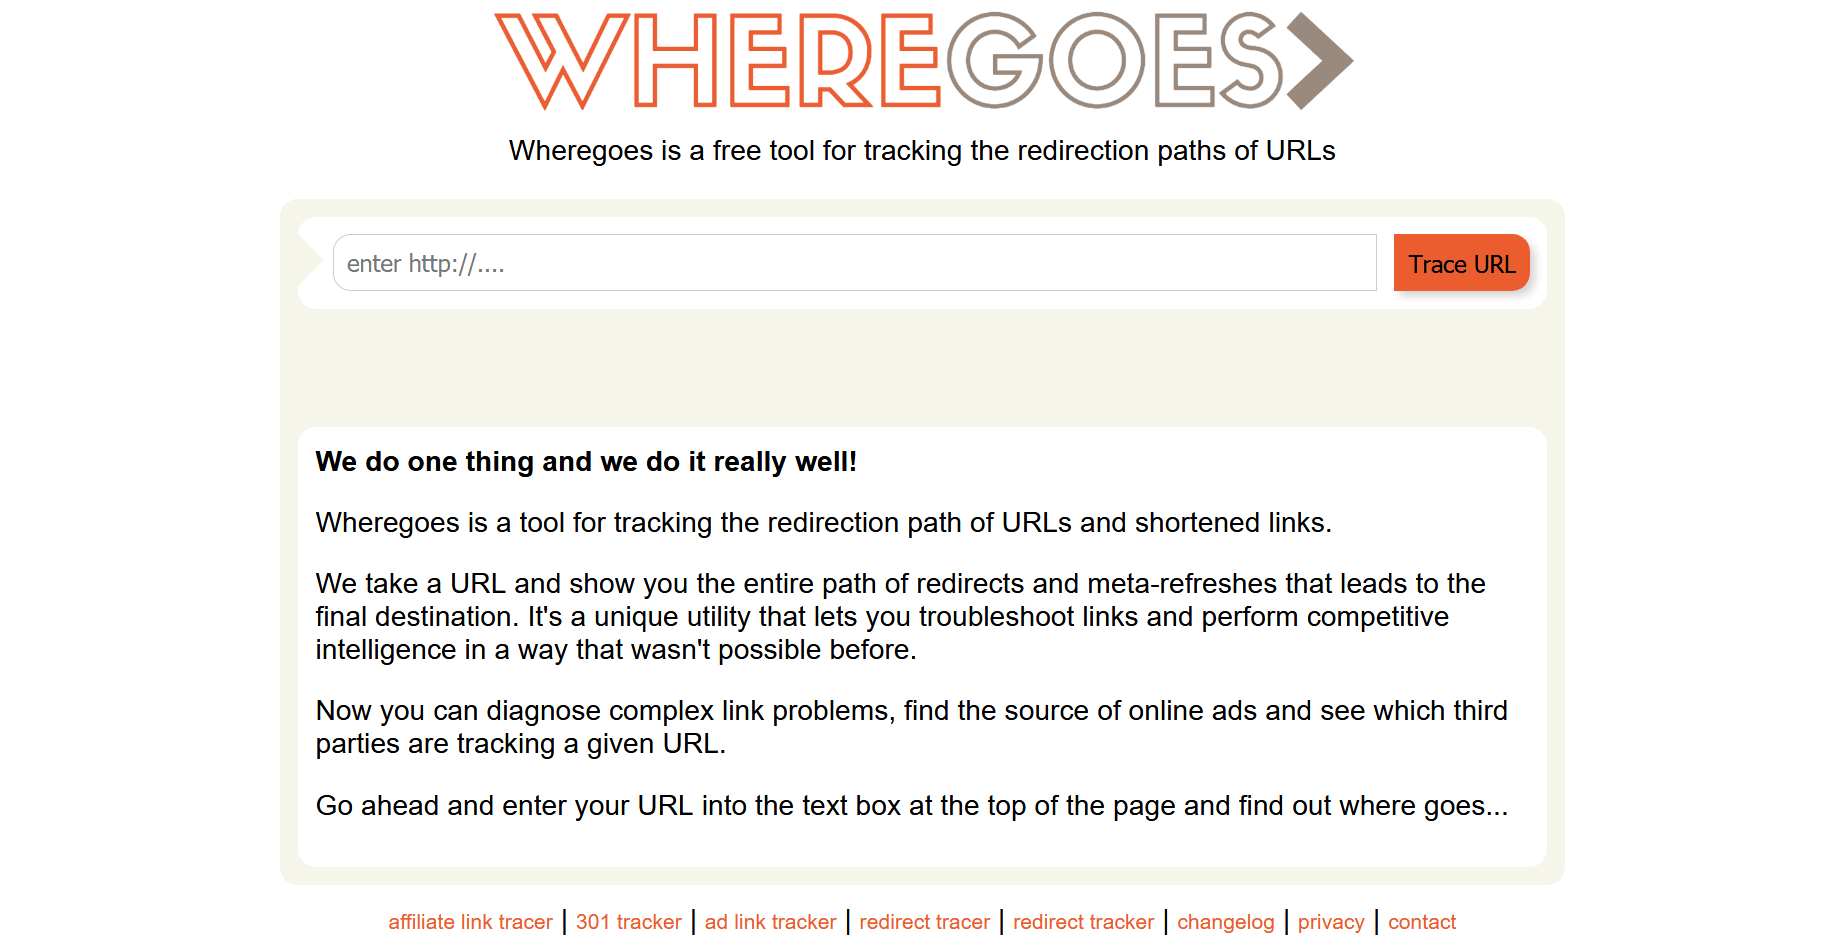 WHEREGOES
Wheregoes is a free tool for tracking the redirection paths of URLs
enter http://....
Trace URL
We do one thing and we do it really well!
Wheregoes is a tool for tracking the redirection path of URLs and shortened links.
We take a URL and show you the entire path of redirects and meta-refreshes that leads to the
final destination. It's a unique utility that lets you troubleshoot links and perform competitive
intelligence in a way that wasn't possible before.
Now you can diagnose complex link problems, find the source of online ads and see which third
parties are tracking a given URL.
Go ahead and enter your URL into the text box at the top of the page and find out where goes...
affiliate link tracer | 301 tracker | ad link tracker | redirect tracer | redirect tracker | changelog | privacy | contact